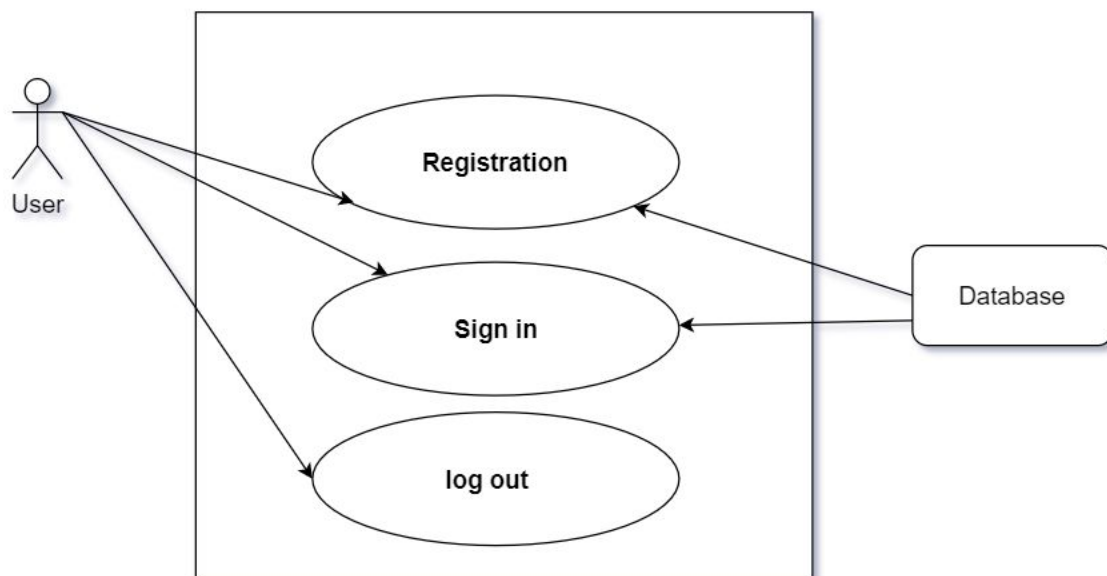 Registration
User
Database
Sign in
log out